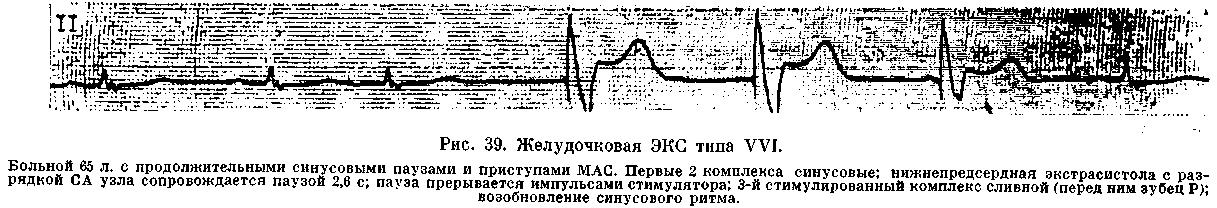 II
Рис. 39. Желудочковая ЭКС типа VVI.
Больной 65 л. с продолжительными синусовыми паузами и приступами МАС. Первые 2 комплекса синусовые; нижнепредсердная экстрасистола с раз-
рядкой СА узла сопровождается паузой 2,6 с; пауза прерывается импульсами стимулятора; 3-й стимулированный комплекс сливной (перед ним зубец Р);
возобновление синусового ритма.